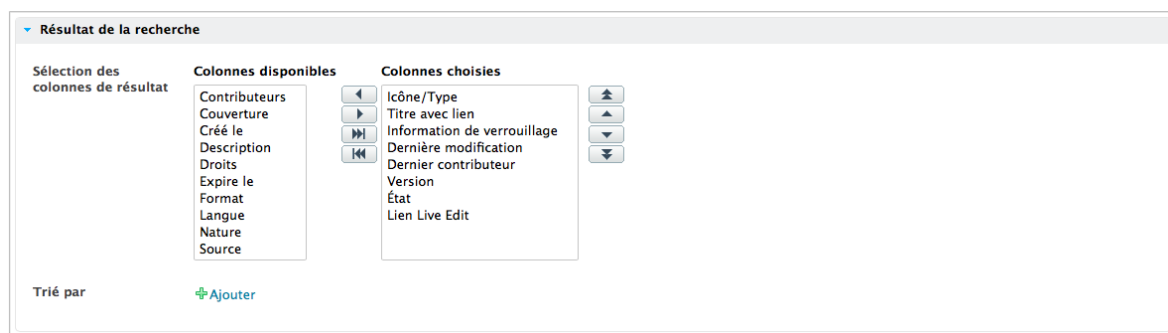 Résultat de la recherche
Sélection des
colonnes de résultat
Colonnes disponibles
Contributeurs
Couverture
Créé le
Description
Droits
Expire le
Format
Langue
Nature
Source
Colonnes choisies
Icône/Type
Titre avec lien
Information de verrouillage
Dernière modification
Dernier contributeur
Version
État
Lien Live Edit
Trié par
Ajouter